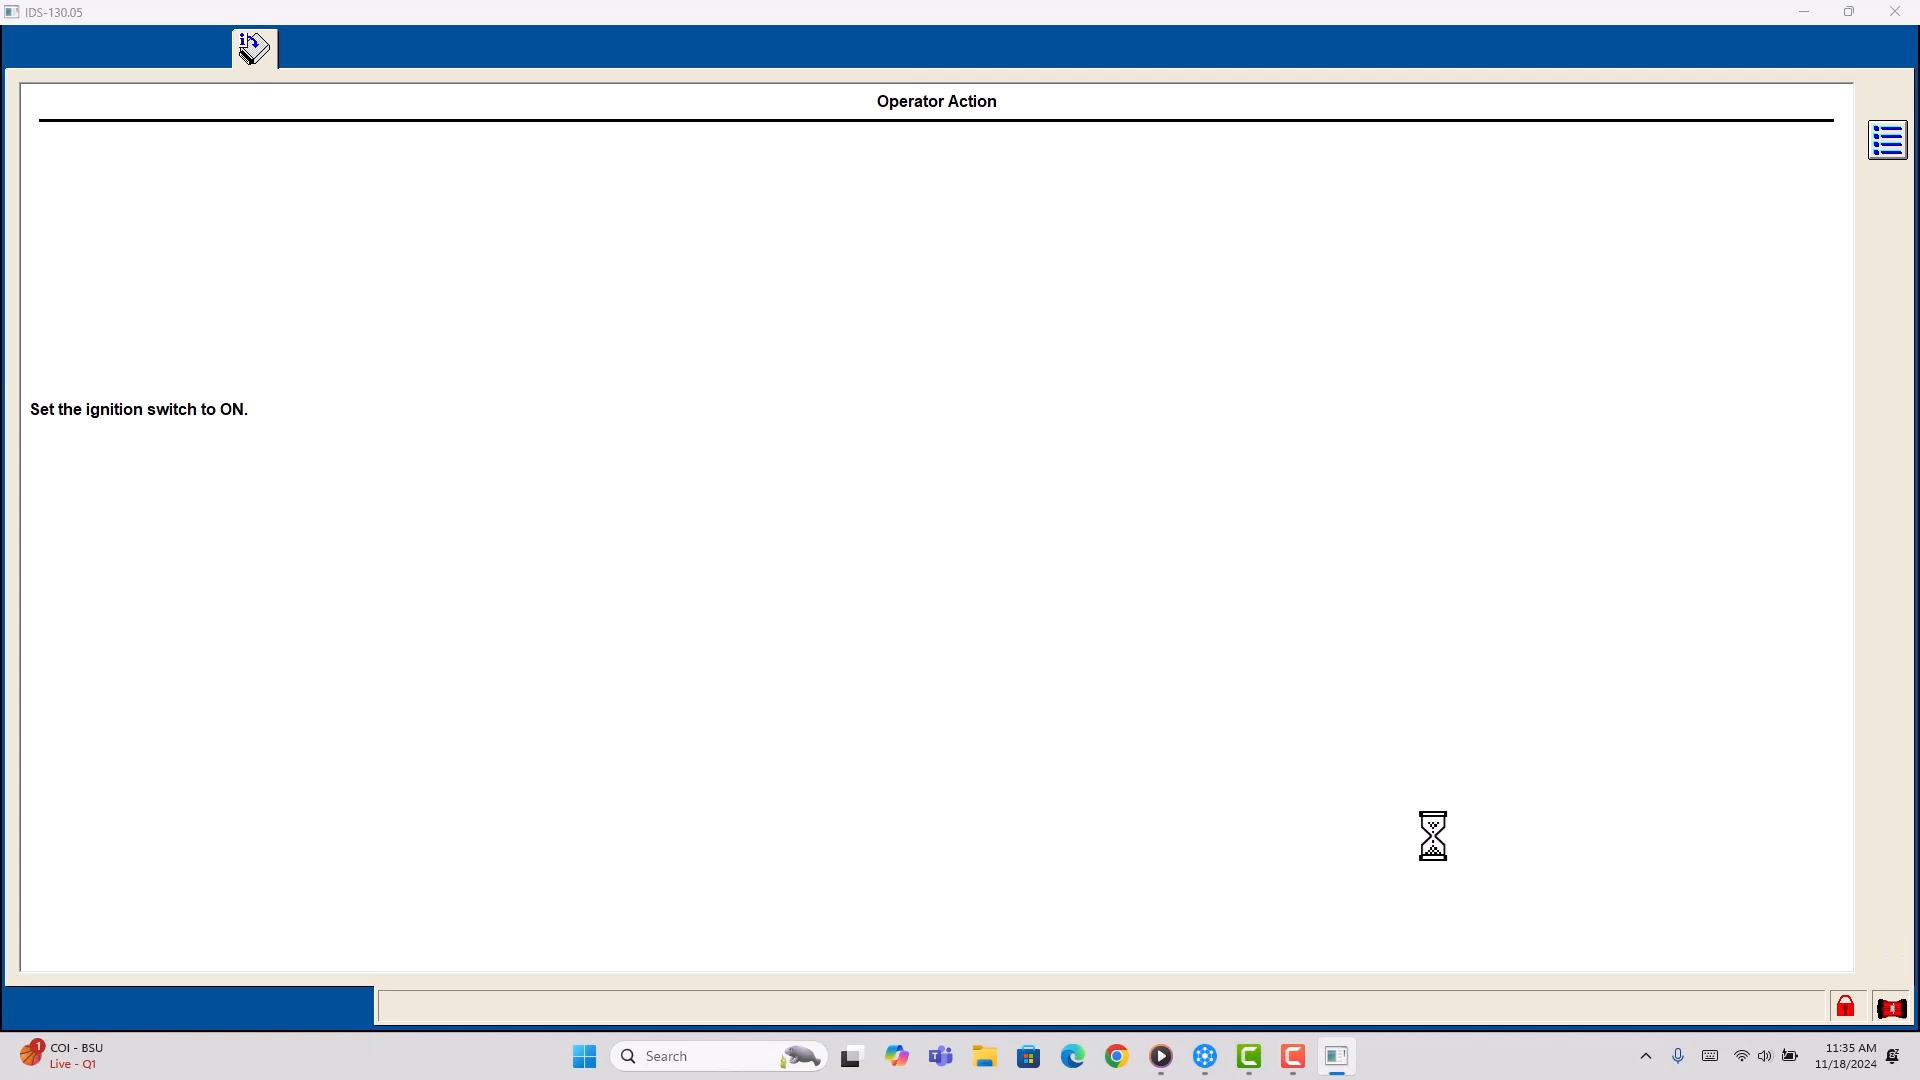 IDS-130.05
Operator Action
Set the ignition switch to ON.
1
COI - BSU
Live - Q1
Search
11:35 AM
11/18/2024